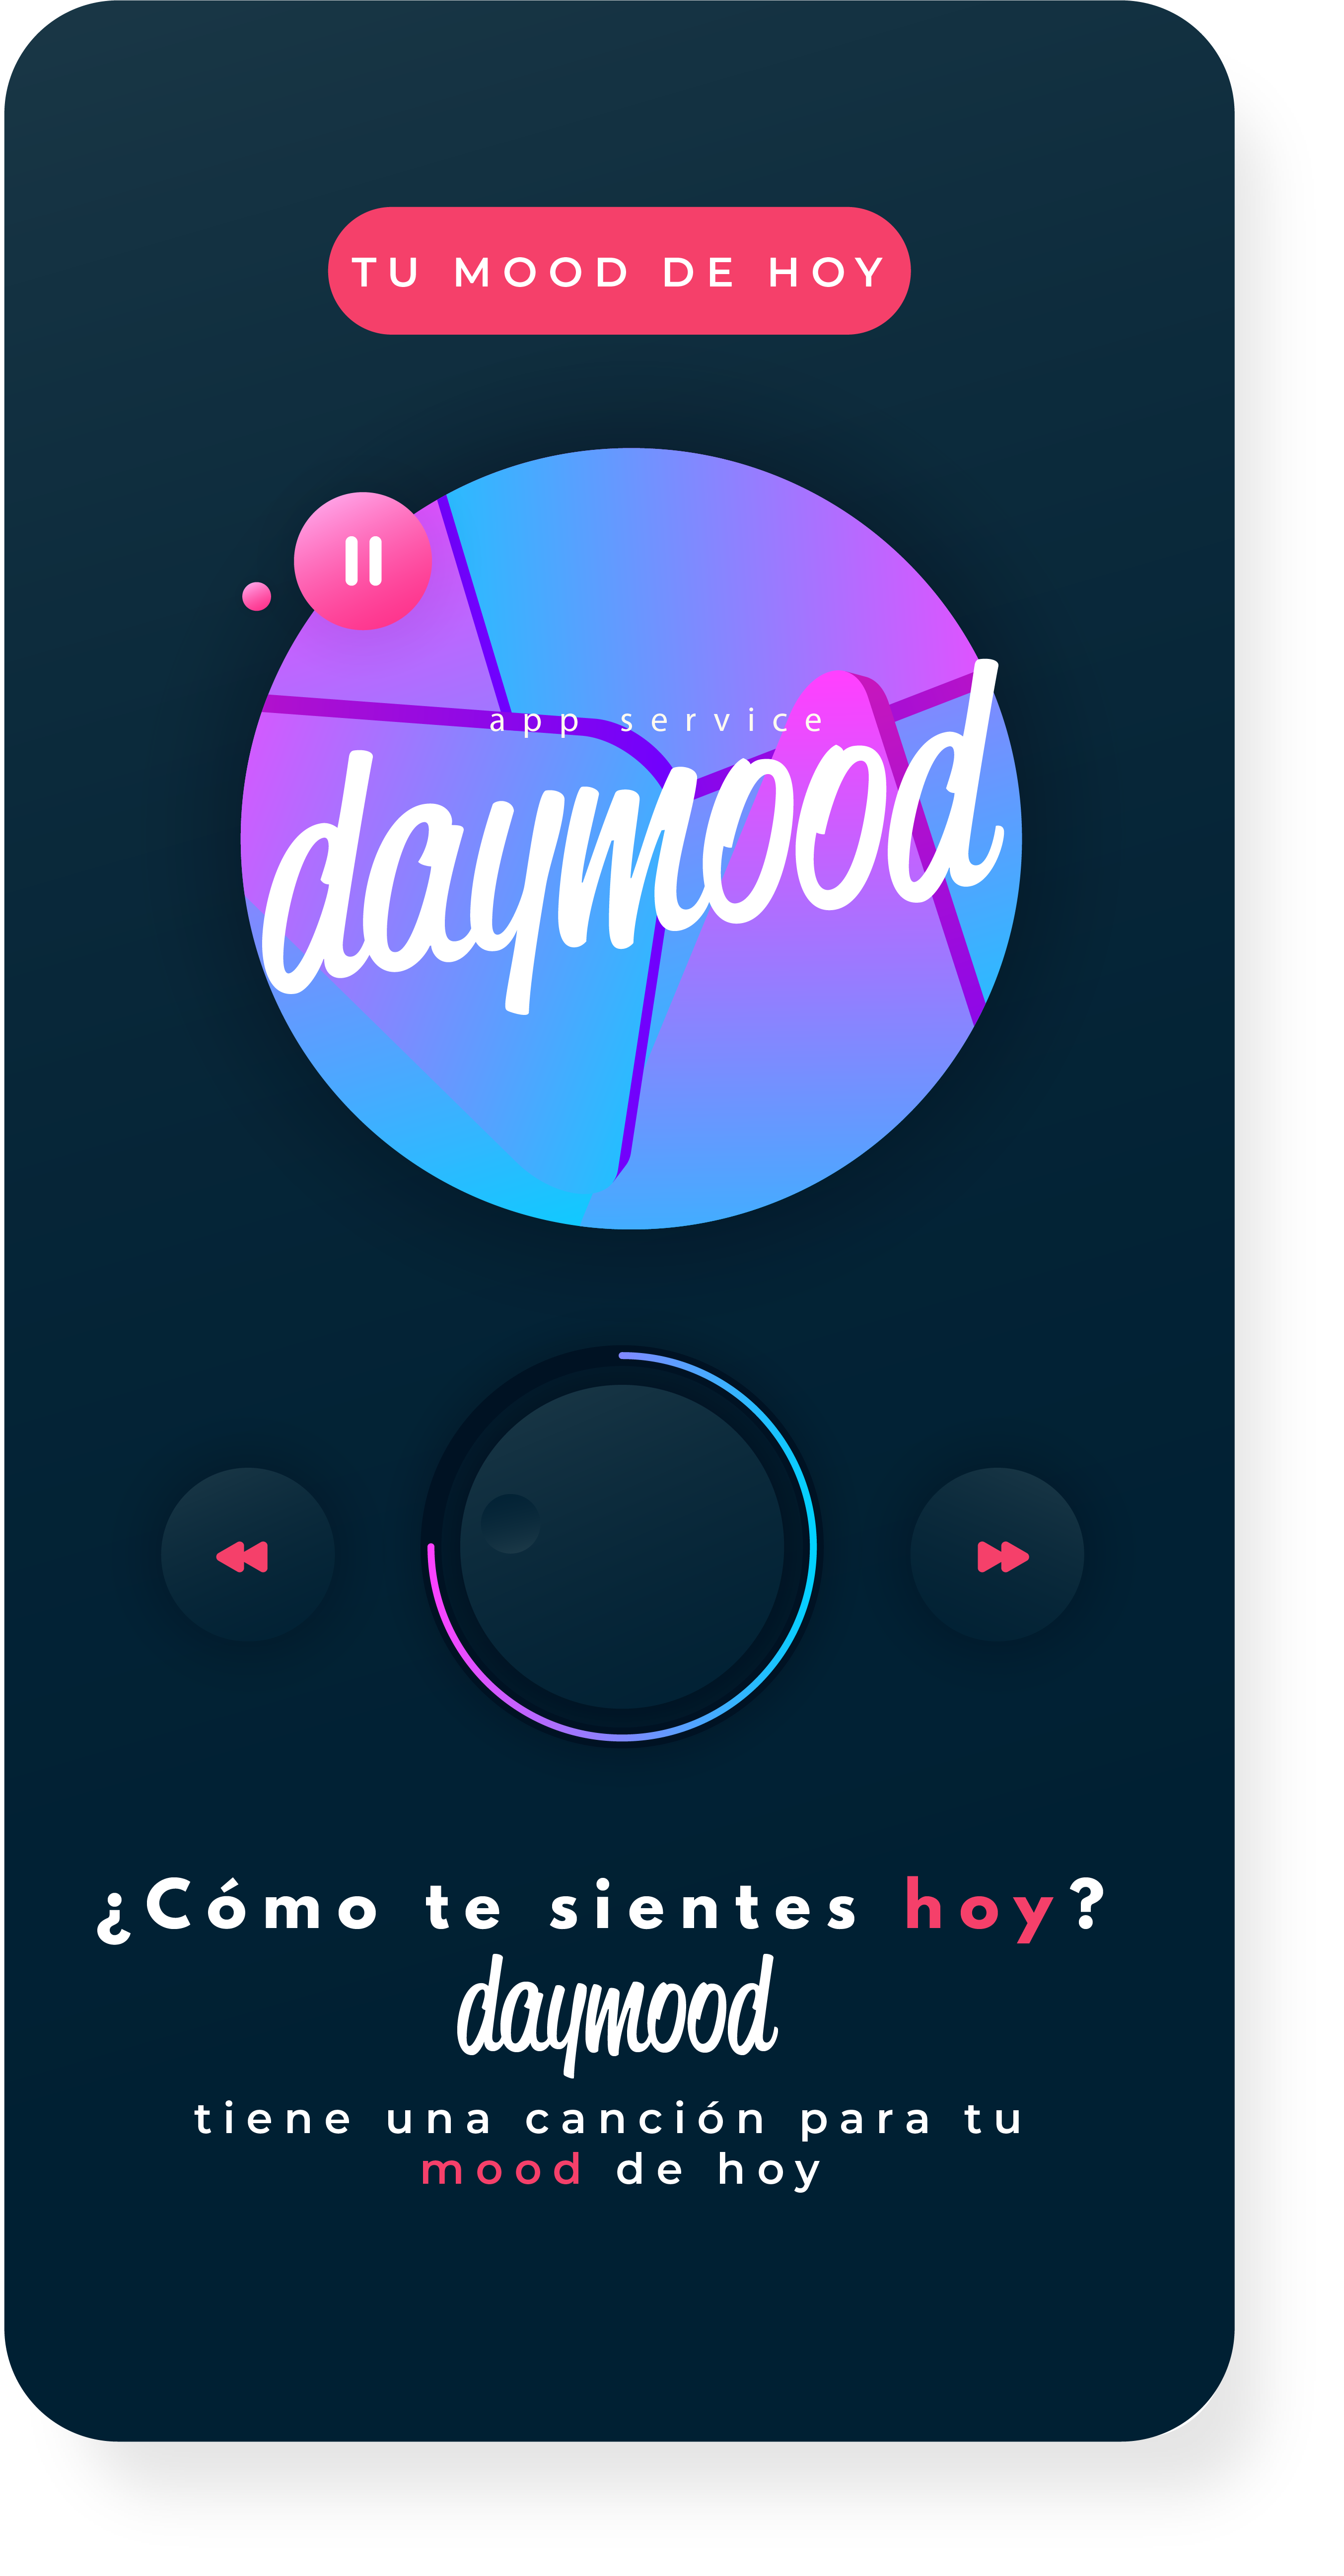 TU MOOD DE HOY
app service
daymood
¿Cómo te sientes hoy?
daymood
tiene una canción para tu
mood de hoy